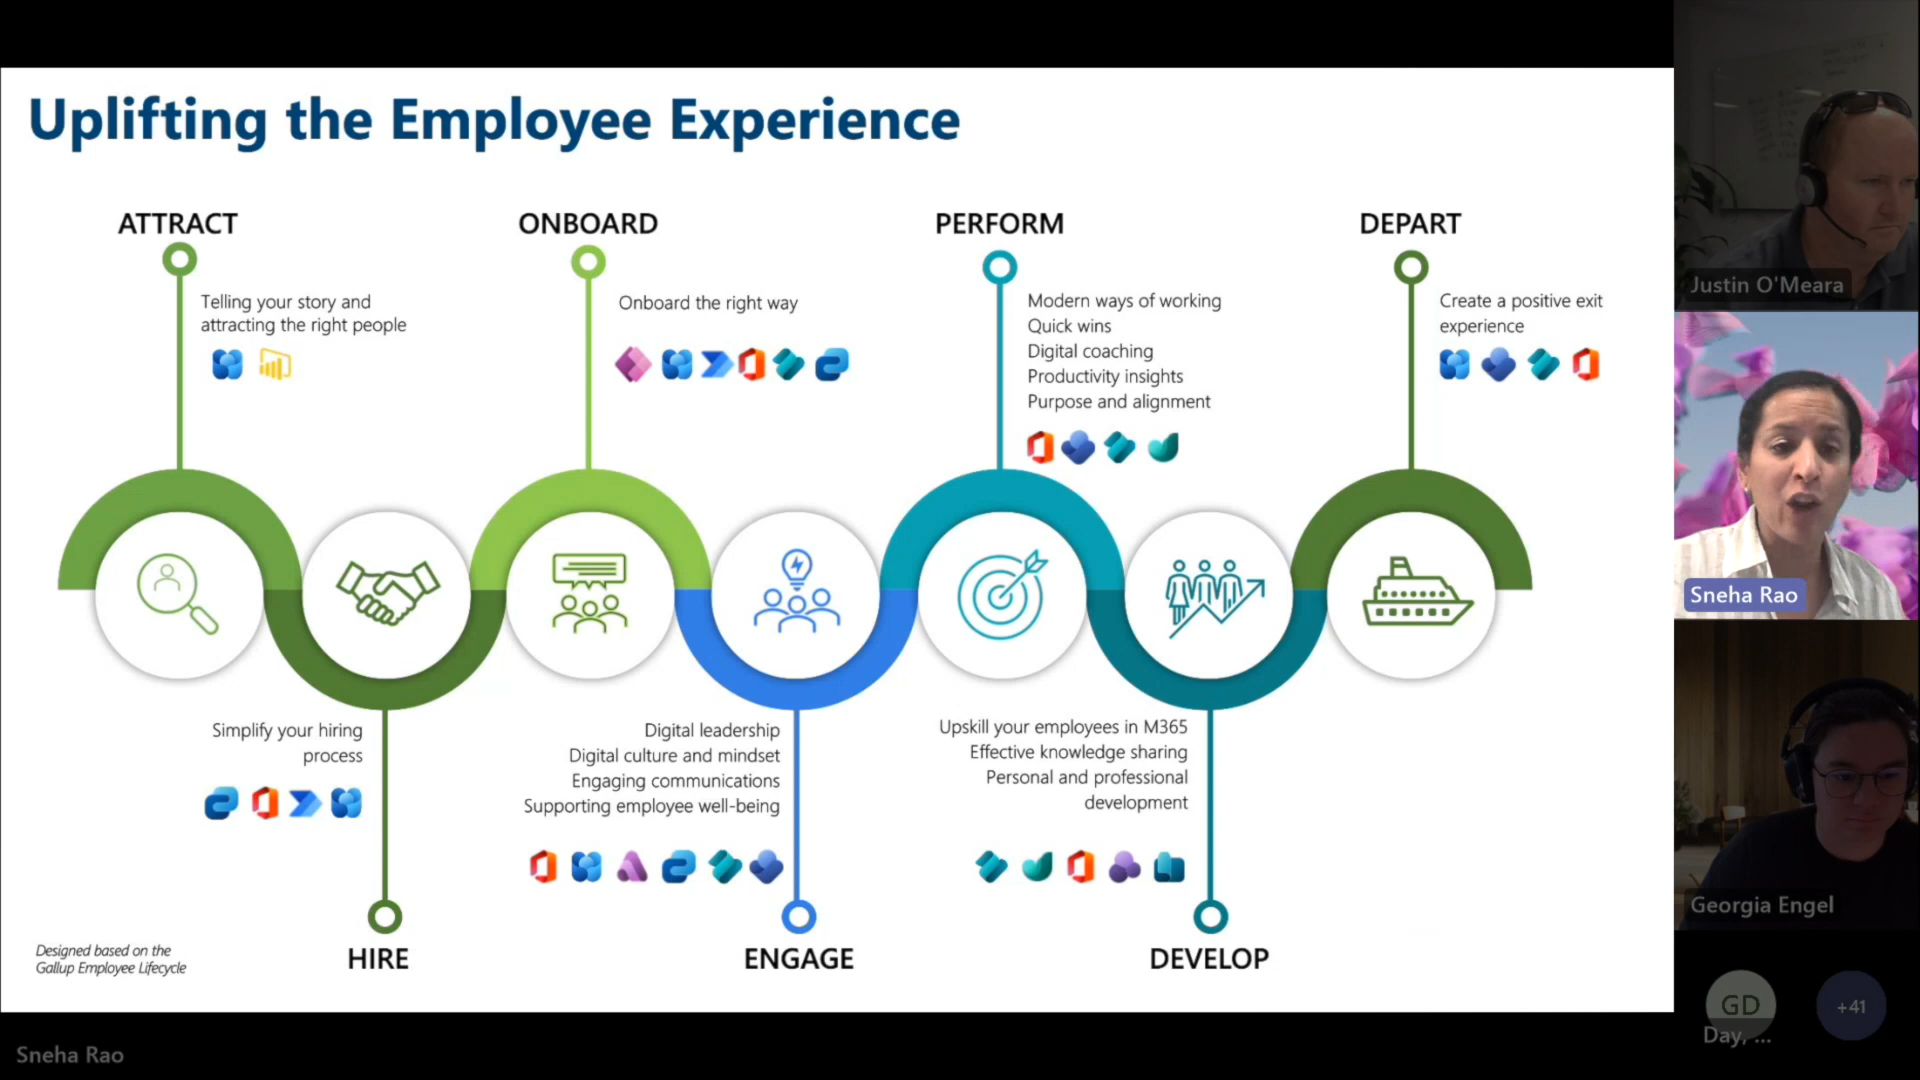 Uplifting the Employee Experience
ATTRACT
Telling your story and
attracting the right people
ONBOARD
Onboard the right way
PERFORM
Modern ways of working
Quick wins
Digital coaching
Productivity insights
Purpose and alignment
DEPART
Create a positive exit
experience
Simplify your hiring
process
HIRE
Digital leadership
Digital culture and mindset
Engaging communications
Supporting employee well-being
ENGAGE
Upskill your employees in M365
Effective knowledge sharing
Personal and professional
development
DEVELOP
Designed based on the
Gallup Employee Lifecycle
Sneha Rao
Justin O'Meara
Sneha Rao
Georgia Engel
GD
Day, ...
+41